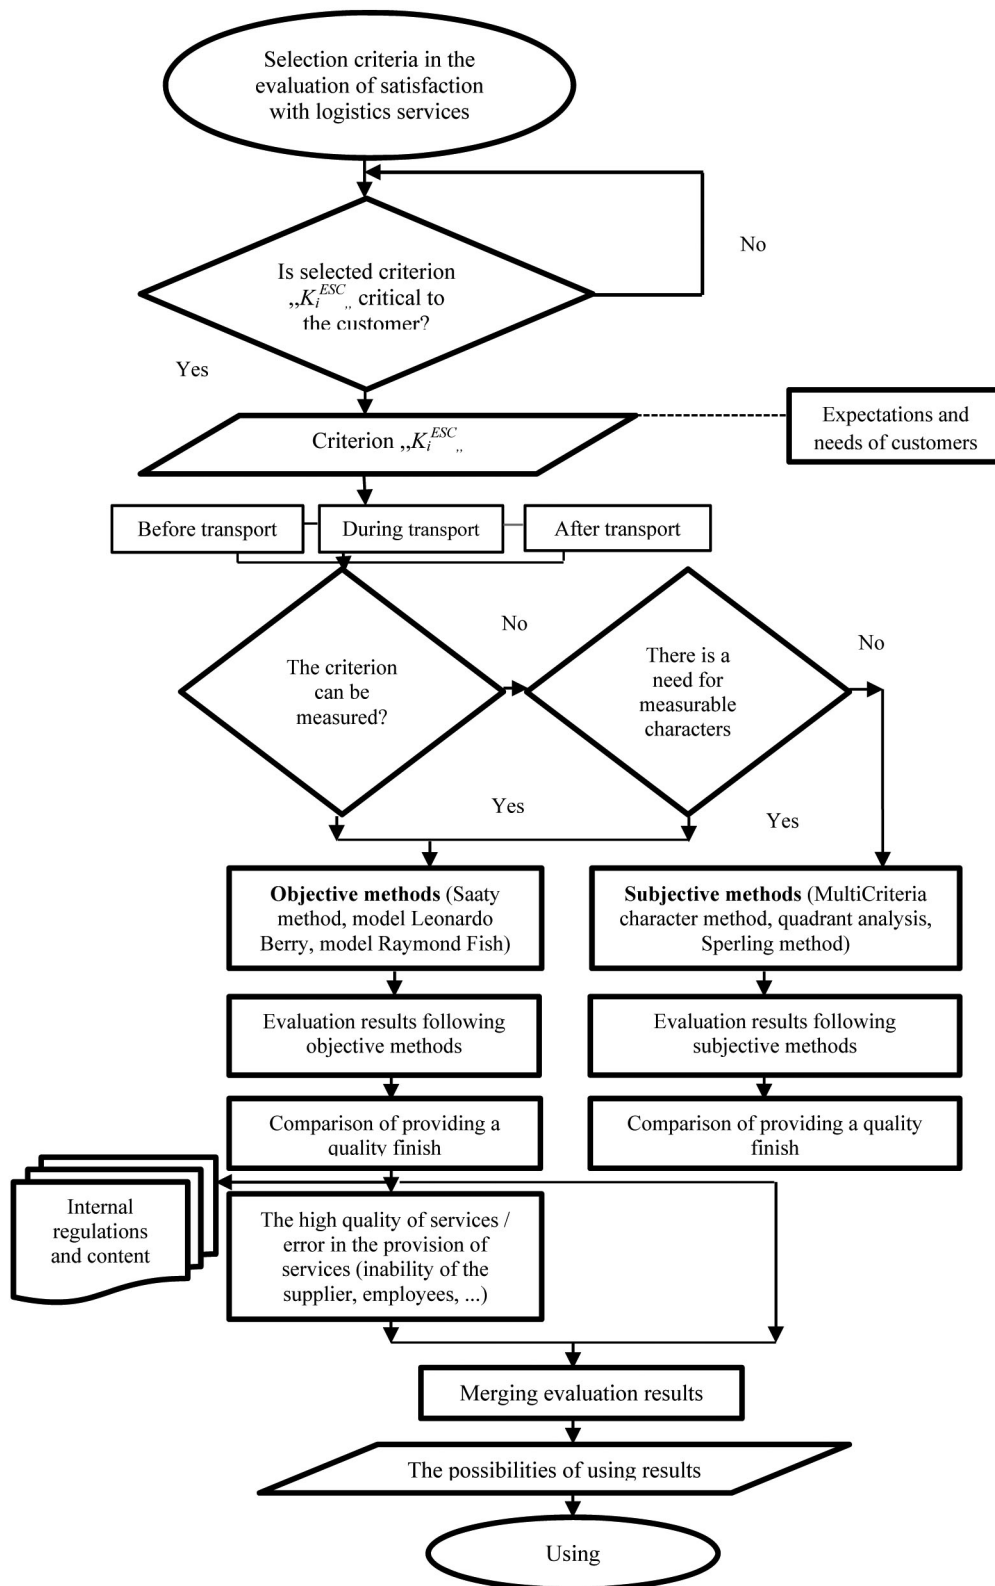 Selection criteria in the
evaluation of satisfaction
with logistics services
No
Is selected criterion
„K_i^{ESC}„ critical to
the customer?
Yes
Criterion „K_i^{ESC}„
Expectations and
needs of customers
Before transport
During transport
After transport
No
No
The criterion
can be
measured?
There is a
need for
measurable
characters
Yes
Yes
Objective methods (Saaty
method, model Leonardo
Berry, model Raymond Fish)
Subjective methods (MultiCriteria
character method, quadrant analysis,
Sperling method)
Evaluation results following
objective methods
Evaluation results following
subjective methods
Comparison of providing a
quality finish
Comparison of providing a quality
finish
Internal
regulations
and content
The high quality of services /
error in the provision of
services (inability of the
supplier, employees, ...)
Merging evaluation results
The possibilities of using results
Using